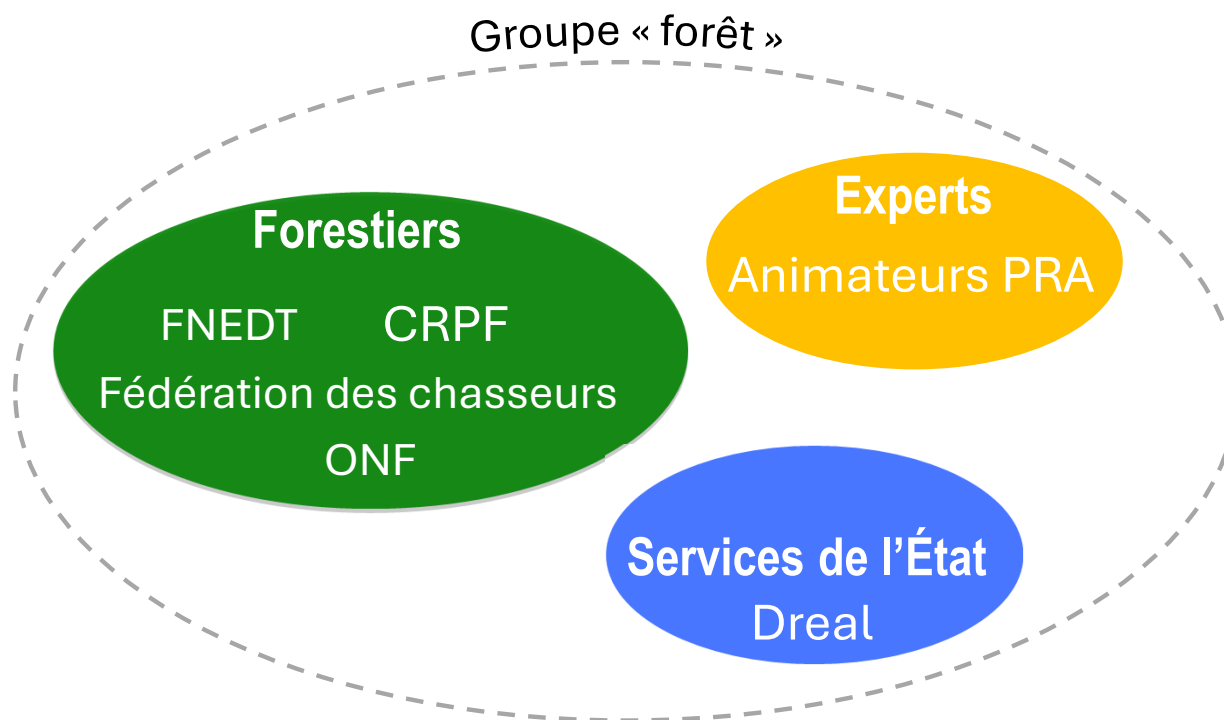 Groupe « forêt »
Forestiers
FNEDT CRPF
Fédération des chasseurs
ONF
Experts
Animateurs PRA
Services de l’État
Dreal